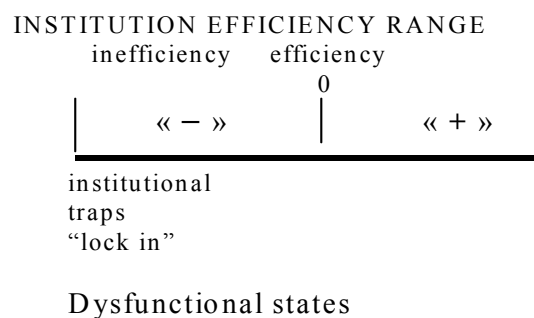 INSTITUTION EFFICIENCY RANGE
inefficiency efficiency
0
« – » « + »
institutional
traps
“lock in”
Dysfunctional states